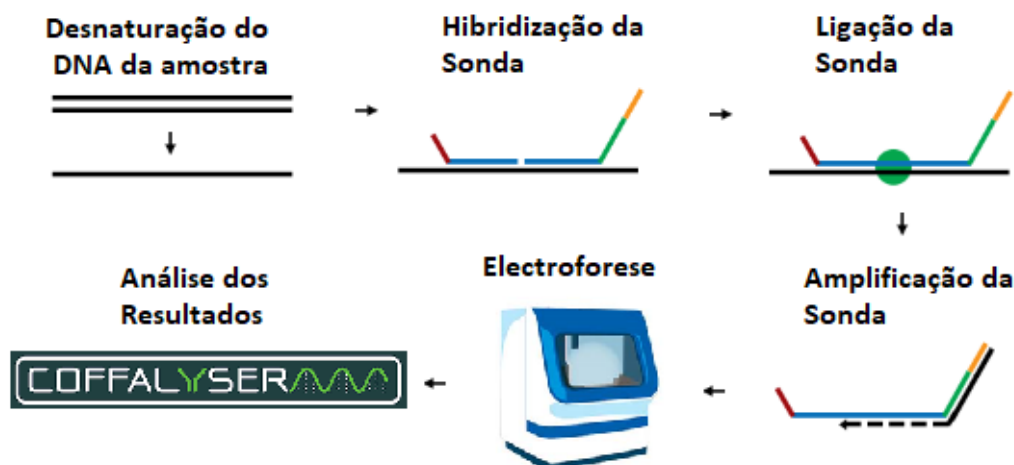 Desnaturação do
DNA da amostra
Hibridização da
Sonda
Ligação da
Sonda
Amplificação da
Sonda
Electroforese
Análise dos
Resultados
COFFALYSER